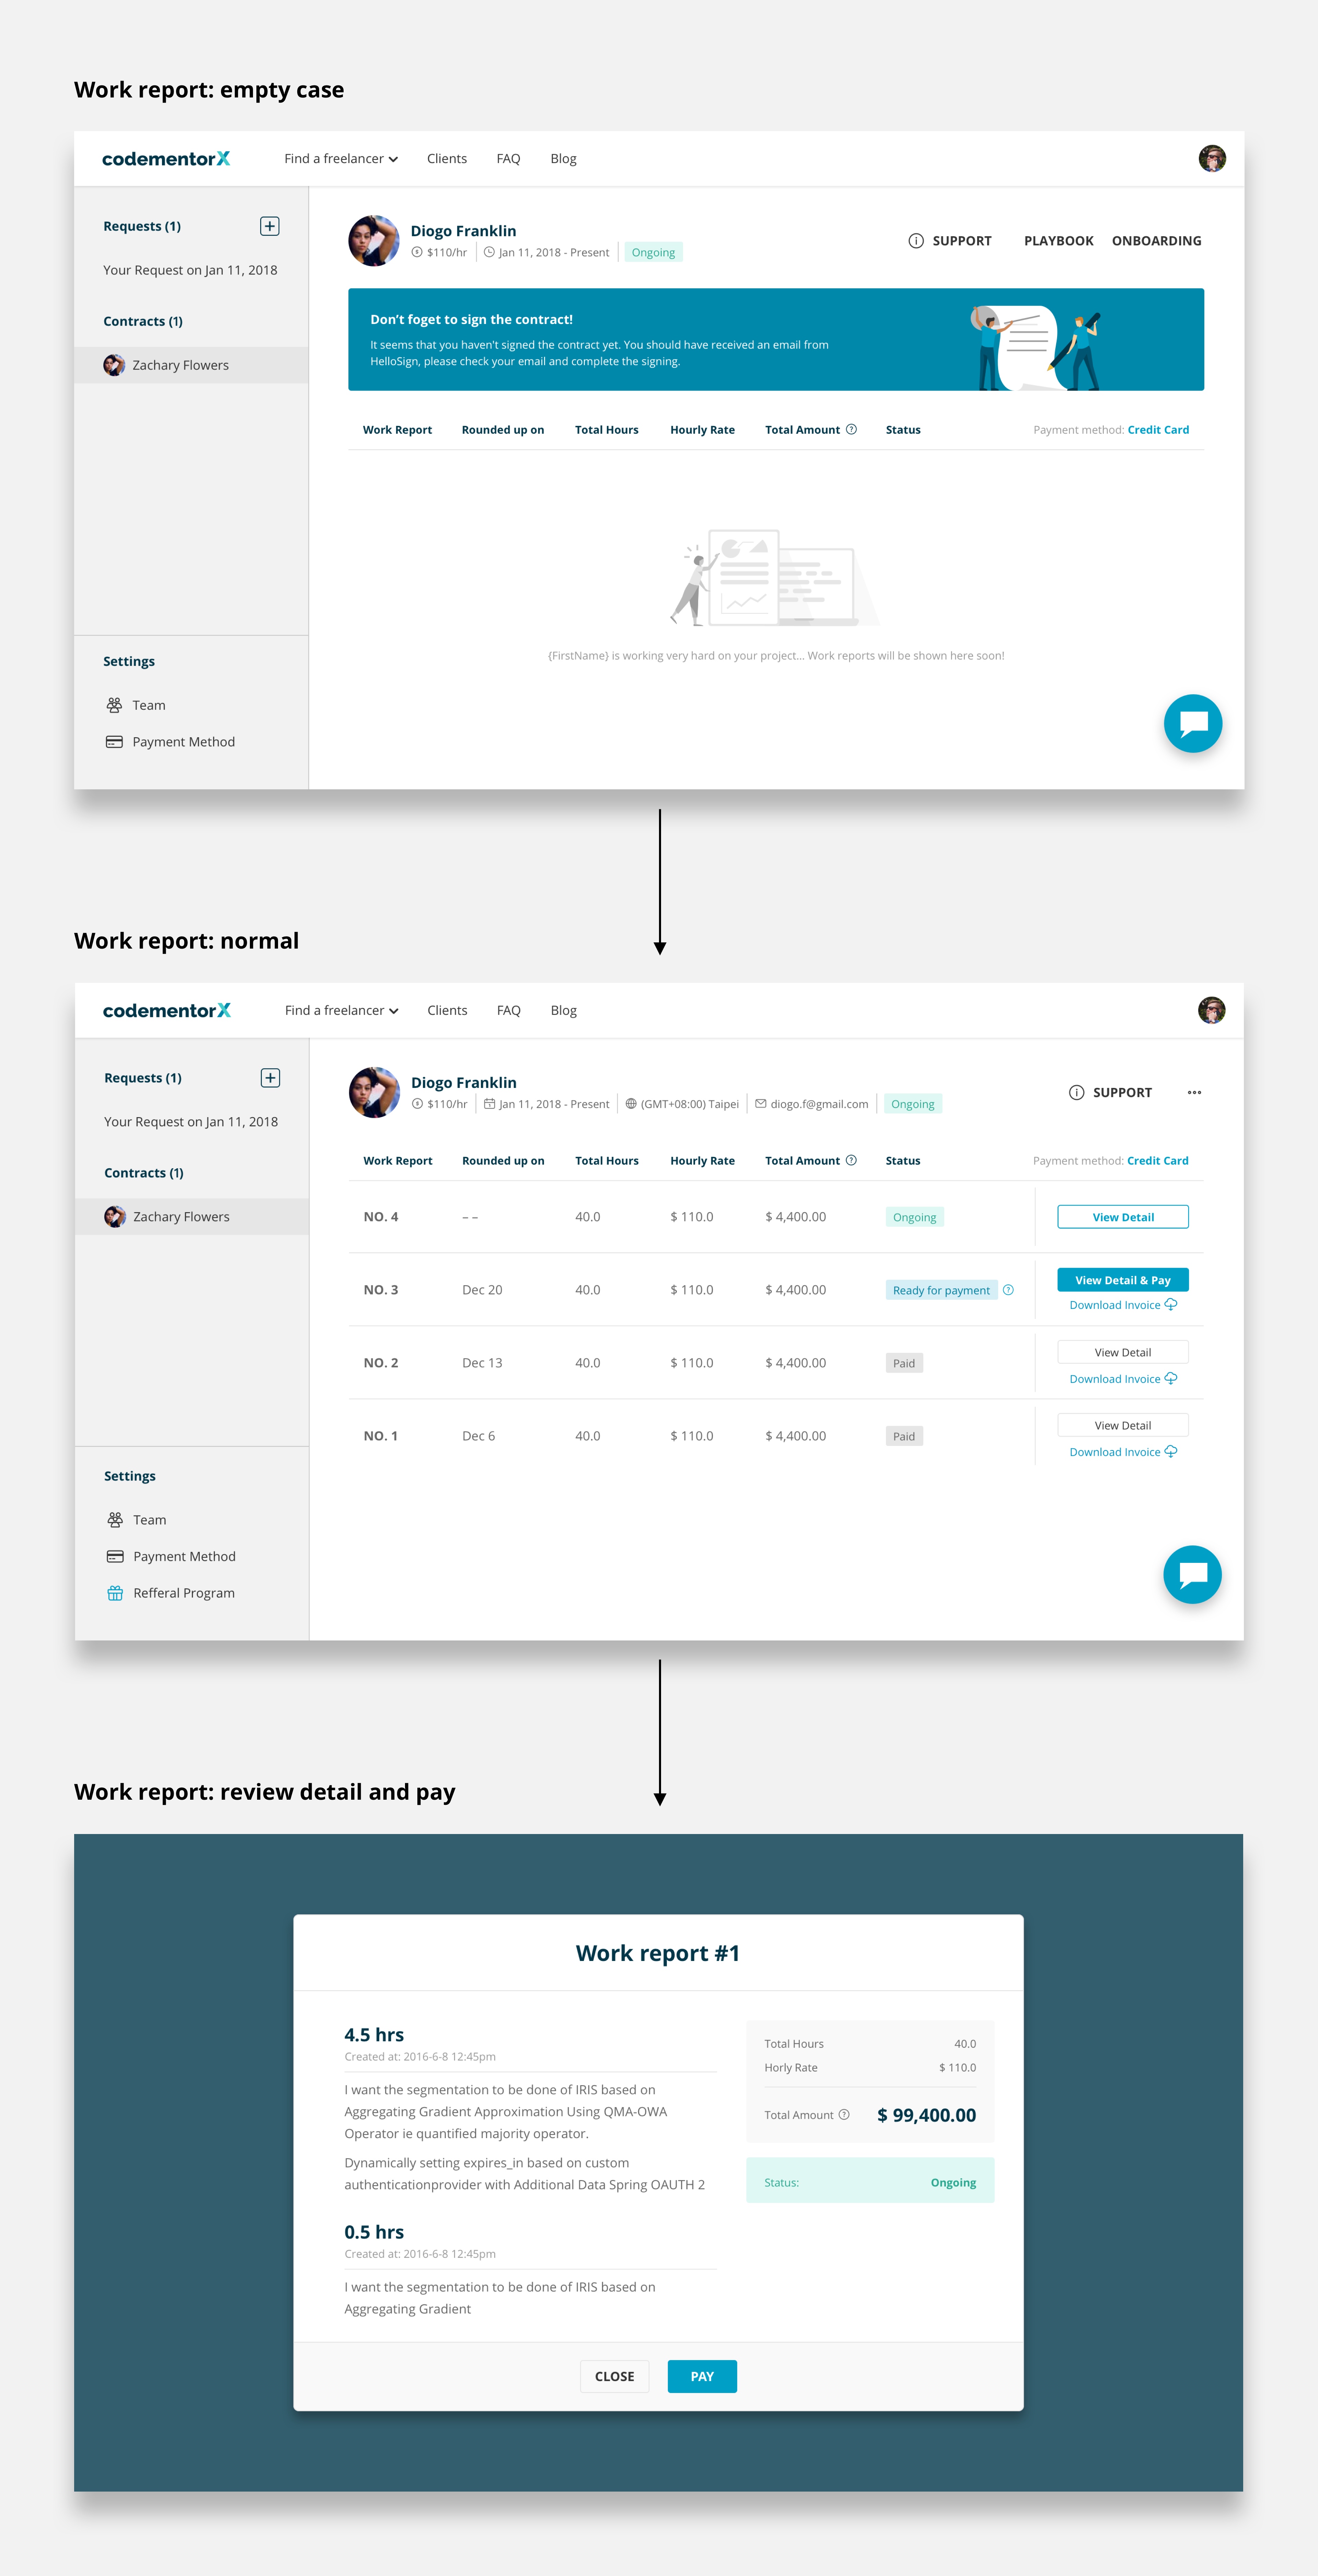 Work report: empty case
codementorX
Find a freelancer
Clients
FAQ
Blog
Requests (1)
Your Request on Jan 11, 2018
Contracts (1)
Zachary Flowers
Settings
Team
Payment Method
Diogo Franklin
$110/hr
Jan 11, 2018 - Present
Ongoing
SUPPORT
PLAYBOOK
ONBOARDING
Don't foget to sign the contract!
It seems that you haven't signed the contract yet. You should have received an email from
HelloSign, please check your email and complete the signing.
Work Report
Rounded up on
Total Hours
Hourly Rate
Total Amount
Status
Payment method: Credit Card
{FirstName} is working very hard on your project... Work reports will be shown here soon!
Work report: normal
codementorX
Find a freelancer
Clients
FAQ
Blog
Requests (1)
Your Request on Jan 11, 2018
Contracts (1)
Zachary Flowers
Settings
Team
Payment Method
Refferal Program
Diogo Franklin
$110/hr
Jan 11, 2018 - Present
(GMT+08:00) Taipei
diogo.f@gmail.com
Ongoing
SUPPORT
Work Report
Rounded up on
Total Hours
Hourly Rate
Total Amount
Status
Payment method: Credit Card
NO. 4
– –
40.0
$ 110.0
$ 4,400.00
Ongoing
View Detail
NO. 3
Dec 20
40.0
$ 110.0
$ 4,400.00
Ready for payment
View Detail & Pay
Download Invoice
NO. 2
Dec 13
40.0
$ 110.0
$ 4,400.00
Paid
View Detail
Download Invoice
NO. 1
Dec 6
40.0
$ 110.0
$ 4,400.00
Paid
View Detail
Download Invoice
Work report: review detail and pay
Work report #1
4.5 hrs
Created at: 2016-6-8 12:45pm
I want the segmentation to be done of IRIS based on
Aggregating Gradient Approximation Using QMA-OWA
Operator ie quantified majority operator.
Dynamically setting expires_in based on custom
authenticationprovider with Additional Data Spring OAUTH 2
0.5 hrs
Created at: 2016-6-8 12:45pm
I want the segmentation to be done of IRIS based on
Aggregating Gradient
Total Hours
40.0
Horly Rate
$ 110.0
Total Amount
$ 99,400.00
Status:
Ongoing
CLOSE
PAY